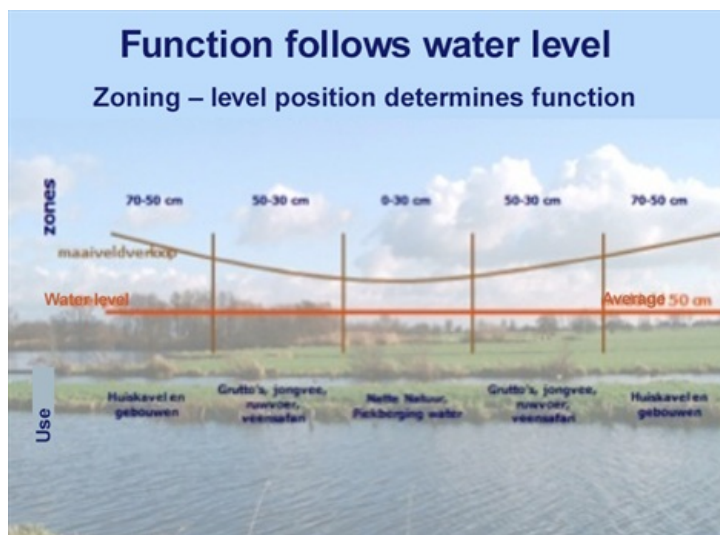 Function follows water level
Zoning – level position determines function
zones
70-50 cm
50-30 cm
0-30 cm
50-30 cm
70-50 cm
maaiveldverloop
Water level
Average
50 cm
Use
Huiskavel en
gebouwen
Grutto's, jongvee,
ruwvoer,
veensafari
Natte Natuur,
Piekberging water
Grutto's, jongvee,
ruwvoer,
veensafari
Huiskavel en
gebouwen